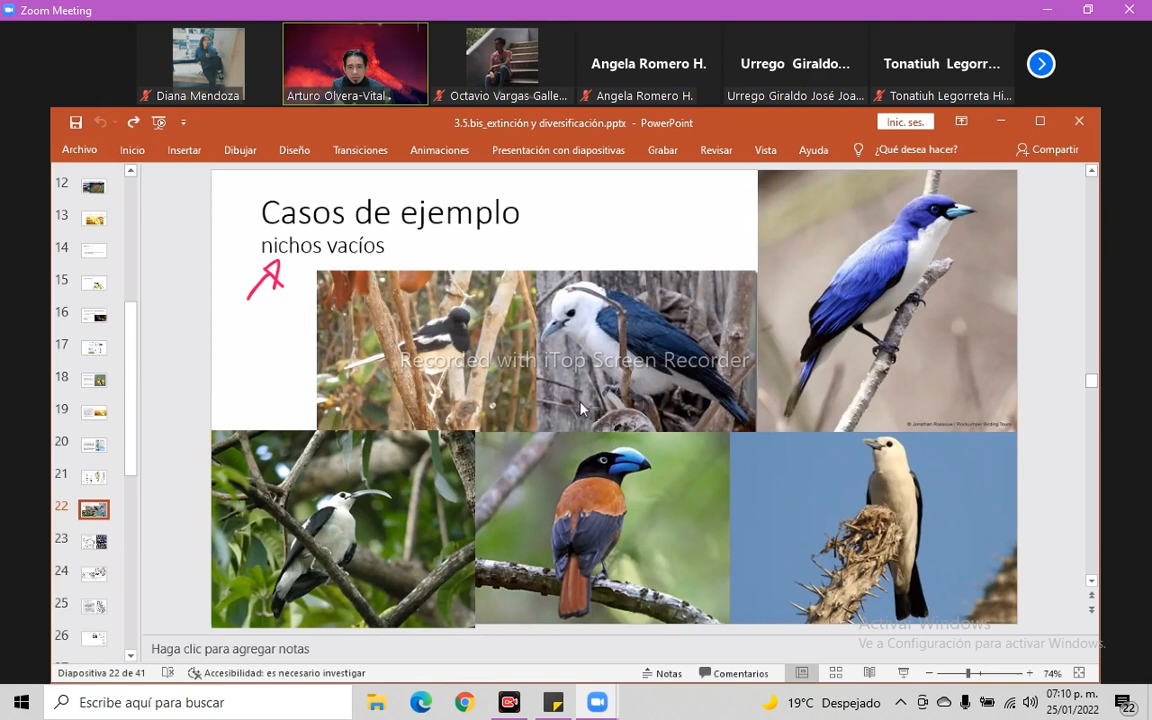 Zoom Meeting
Angela Romero H.
Urrego Giraldo...
Tonatiuh Legorr...
Diana Mendoza
Arturo Olvera-Vital
Octavio Vargas Galle...
Angela Romero H.
Urrego Giraldo José Joa...
Tonatiuh Legorreta Hi...
3.5.bis_extinción y diversificación.pptx - PowerPoint
Inic. ses.
Archivo Inicio Insertar Dibujar Diseño Transiciones Animaciones Presentación con diapositivas Grabar Revisar Vista Ayuda ¿Qué desea hacer? Compartir
12
13
14
15
16
17
18
19
20
21
22
23
24
25
26
Casos de ejemplo
nichos vacíos
Recorded with iTop Screen Recorder
Activar Windows
Ve a Configuración para activar Windows.
Haga clic para agregar notas
Diapositiva 22 de 41 Accesibilidad: es necesario investigar Notas Comentarios 74%
Escribe aquí para buscar
19°C Despejado
07:10 p. m.
25/01/2022
22